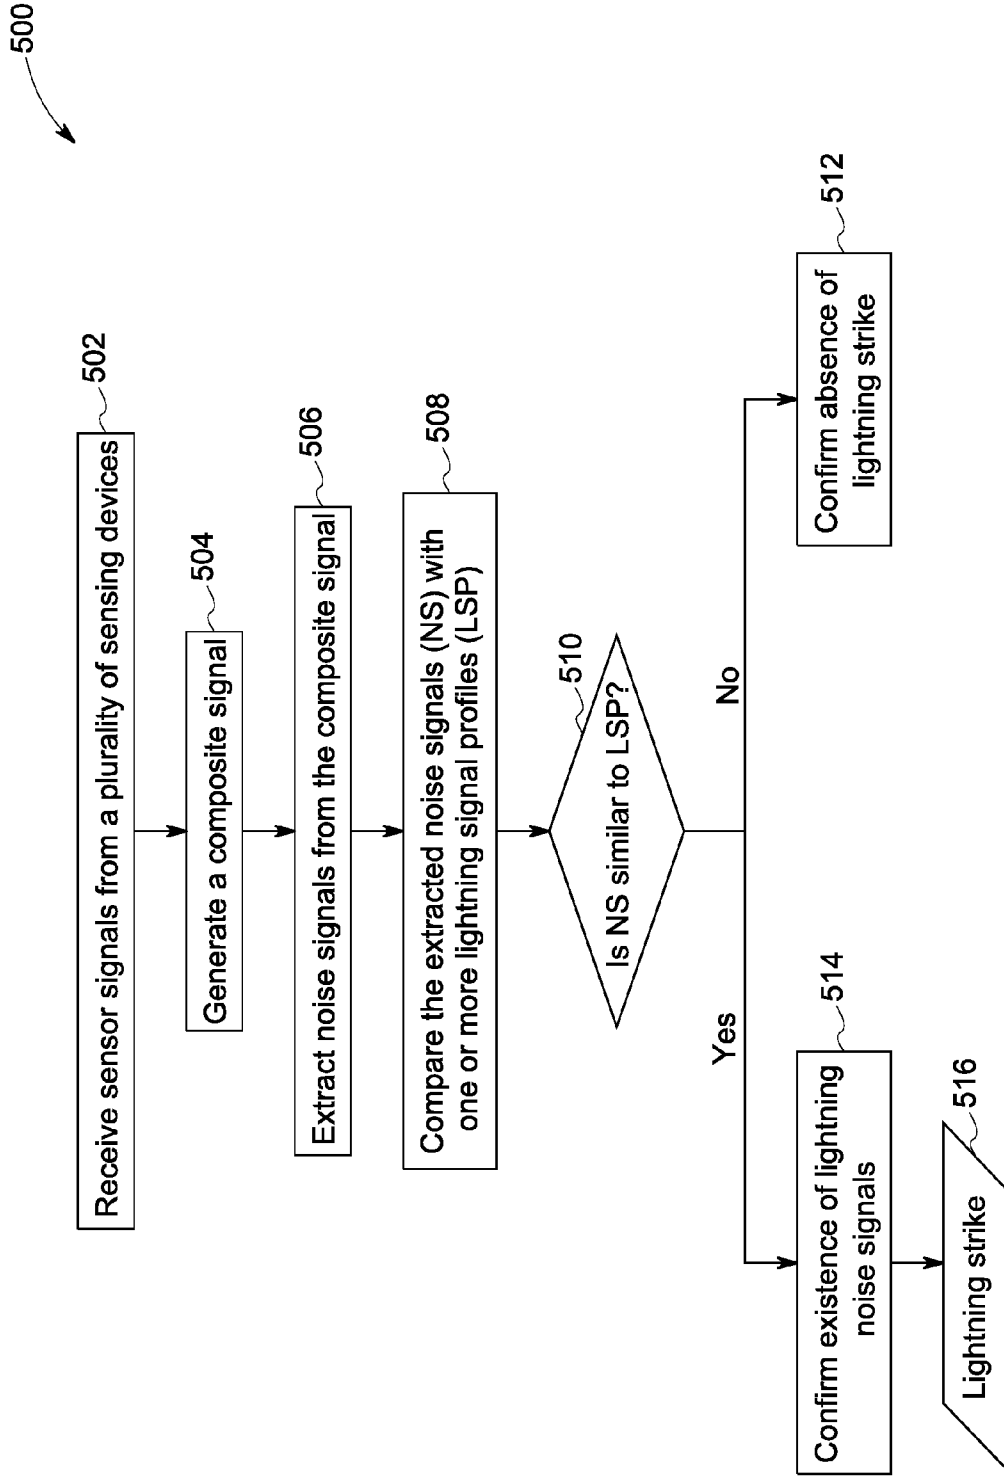 500
Receive sensor signals from a plurality of sensing devices
502
Generate a composite signal
504
Extract noise signals from the composite signal
506
Compare the extracted noise signals (NS) with
one or more lightning signal profiles (LSP)
508
Is NS similar to LSP?
510
Yes
No
Confirm existence of lightning
noise signals
514
Confirm absence of
lightning strike
512
Lightning strike
516